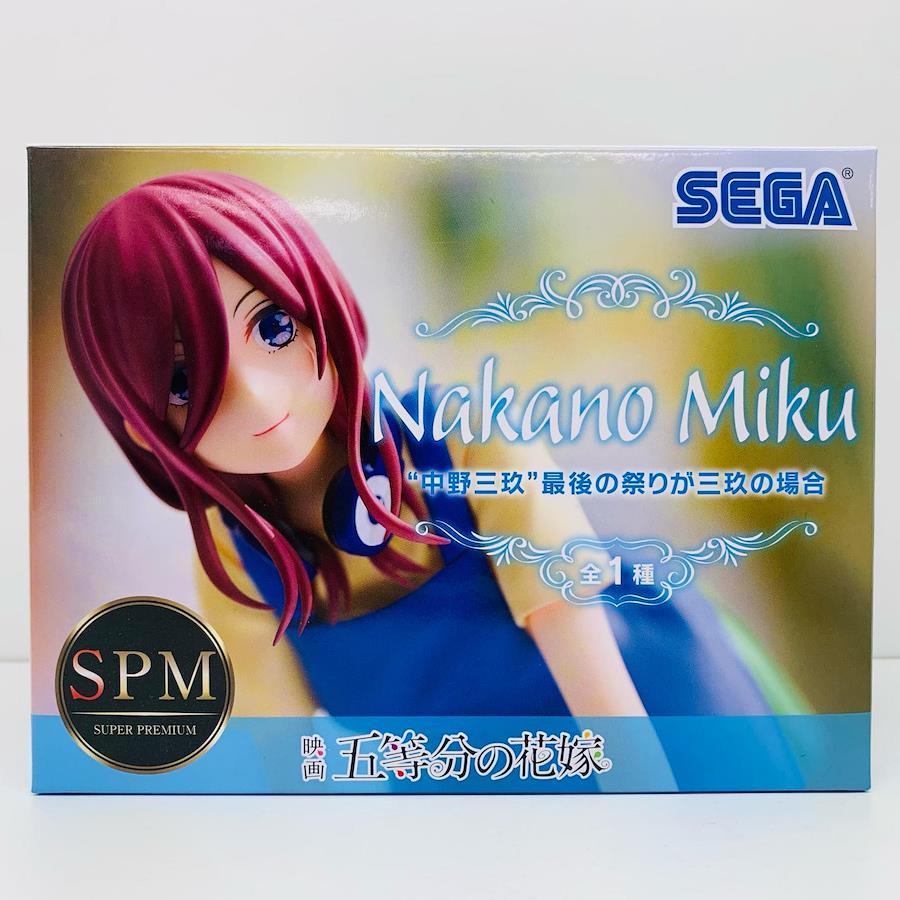 SEGA®
Nakano Miku
“中野三玖”最後の祭りが三玖の場合
全1種
SPM
SUPER PREMIUM
映画 五等分の花嫁